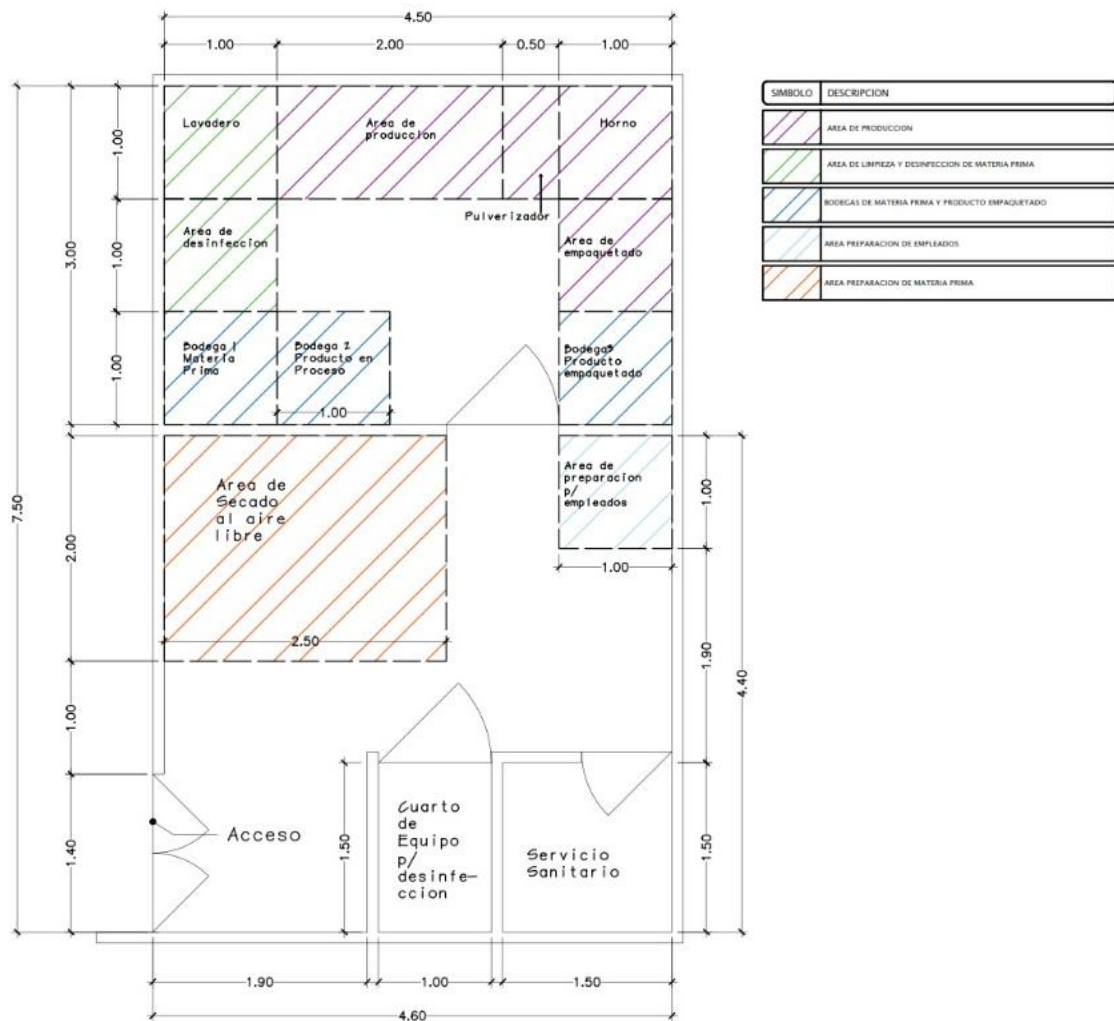 4.50
1.00
2.00
0.50
1.00
Lavadero
Area de
produccion
Horno
1.00
Pulverizador
Area de
desinfeccion
Area de
empaquetado
1.00
3.00
Bodega 1
Materia
Prima
Bodega 2
Producto en
Proceso
Bodega3
Producto
empaquetado
1.00
1.00
7.50
Area de
Secado
al aire
libre
Area de
preparacion
p/
empleados
1.00
1.00
2.00
2.50
1.90
4.40
1.00
Acceso
1.40
1.50
Cuarto
de
Equipo
p/
desinfe-
ccion
Servicio
Sanitario
1.50
1.90
1.00
1.50
4.60
SIMBOLO DESCRIPCION
AREA DE PRODUCCION
AREA DE LIMPIEZA Y DESINFECCION DE MATERIA PRIMA
BODEGAS DE MATERIA PRIMA Y PRODUCTO EMPAQUETADO
AREA PREPARACION DE EMPLEADOS
AREA PREPARACION DE MATERIA PRIMA